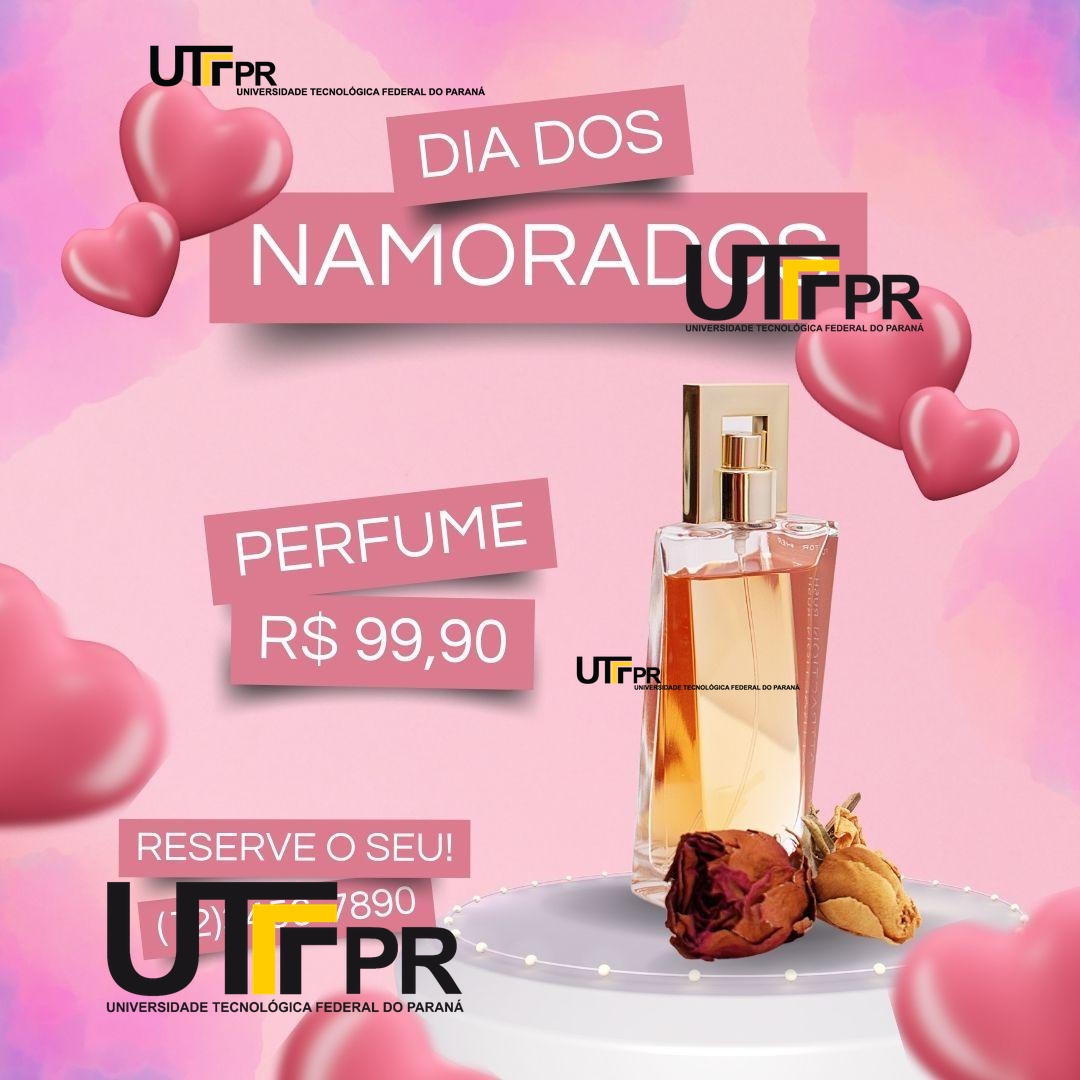 UTFPR
UNIVERSIDADE TECNOLÓGICA FEDERAL DO PARANÁ
DIA DOS
NAMORADOS
UTFPR
UNIVERSIDADE TECNOLÓGICA FEDERAL DO PARANÁ
PERFUME
R$ 99,90
UTFPR
UNIVERSIDADE TECNOLÓGICA FEDERAL DO PARANÁ
RESERVE O SEU!
7890
UTFPR
UNIVERSIDADE TECNOLÓGICA FEDERAL DO PARANÁ